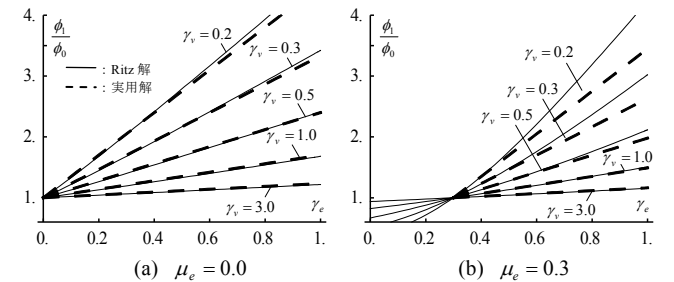 4.
ϕ₁/ϕ₀
3.
2.
1.
—— : Ritz 解
- - - : 実用解
γᵥ = 0.2
γᵥ = 0.3
γᵥ = 0.5
γᵥ = 1.0
γᵥ = 3.0
γₑ
0. 0.2 0.4 0.6 0.8 1.
(a) μₑ = 0.0
4.
ϕ₁/ϕ₀
3.
2.
1.
γᵥ = 0.2
γᵥ = 0.3
γᵥ = 0.5
γᵥ = 1.0
γᵥ = 3.0
γₑ
0. 0.2 0.4 0.6 0.8 1.
(b) μₑ = 0.3